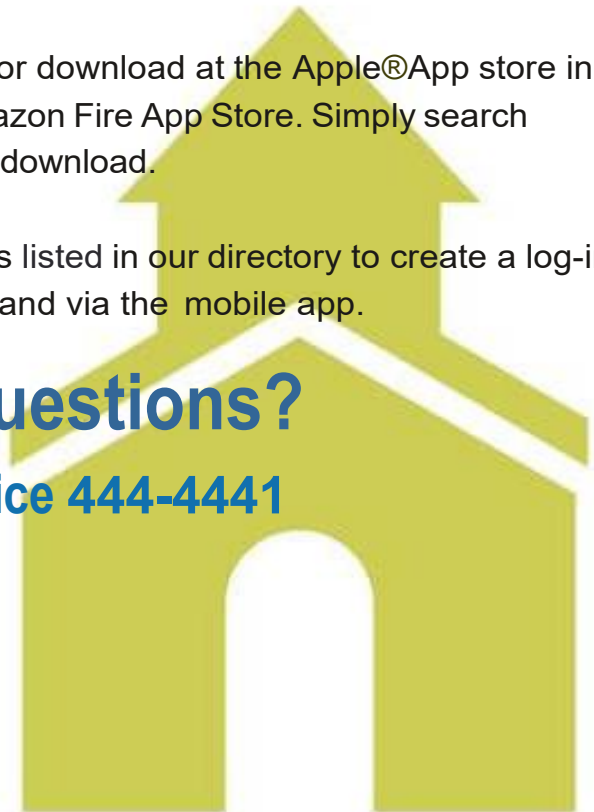 or download at the Apple®App store in
azon Fire App Store. Simply search
download.
s listed in our directory to create a log-i
and via the mobile app.
uestions?
ice 444-4441